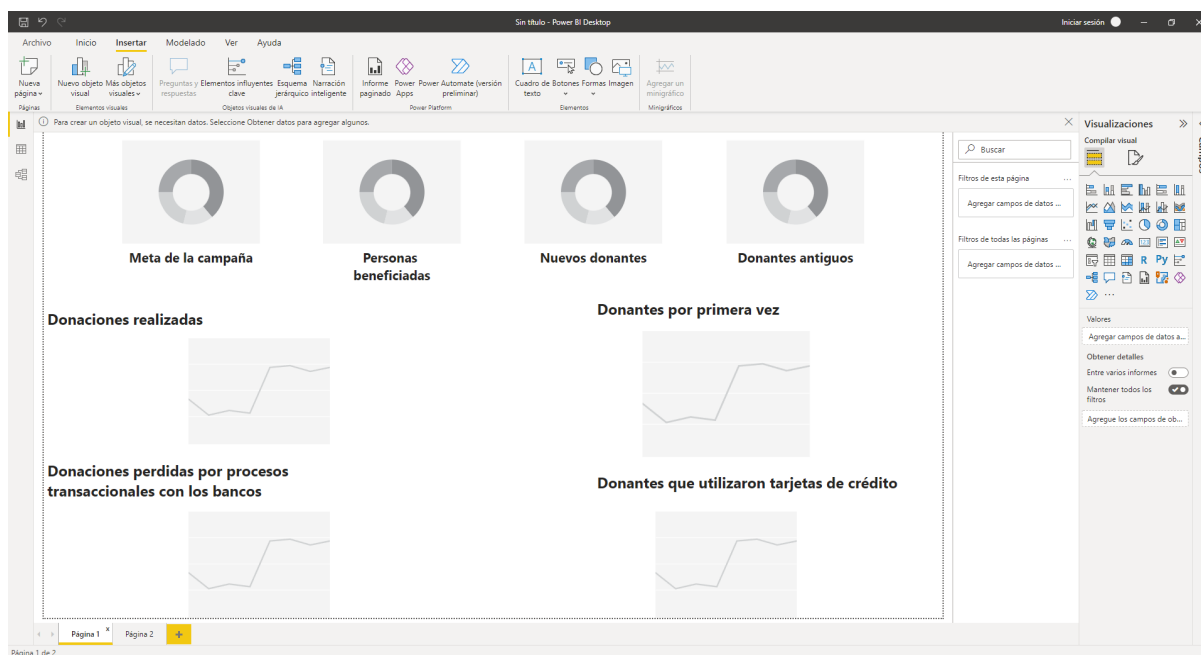 Sin título - Power BI Desktop
Iniciar sesión
Archivo Inicio Insertar Modelado Ver Ayuda
Nueva página
Nuevo objeto visual
Más objetos visuales
Preguntas y respuestas
Elementos influyentes clave
Esquema jerárquico
Narración inteligente
Informe paginado
Power Apps
Power Automate (versión preliminar)
Cuadro de texto
Botones
Formas
Imagen
Agregar un minigráfico
Páginas
Elementos visuales
Objetos visuales de IA
Power Platform
Elementos
Minigráficos
Para crear un objeto visual, se necesitan datos. Seleccione Obtener datos para agregar algunos.
Meta de la campaña
Personas
beneficiadas
Nuevos donantes
Donantes antiguos
Donaciones realizadas
Donantes por primera vez
Donaciones perdidas por procesos
transaccionales con los bancos
Donantes que utilizaron tarjetas de crédito
Buscar
Filtros de esta página ...
Agregar campos de datos ...
Filtros de todas las páginas ...
Agregar campos de datos ...
Visualizaciones
Compilar visual
R Py
Valores
Agregar campos de datos a...
Obtener detalles
Entre varios informes
Mantener todos los
filtros
Agregue los campos de ob...
Página 1
Página 2
Página 1 de 2